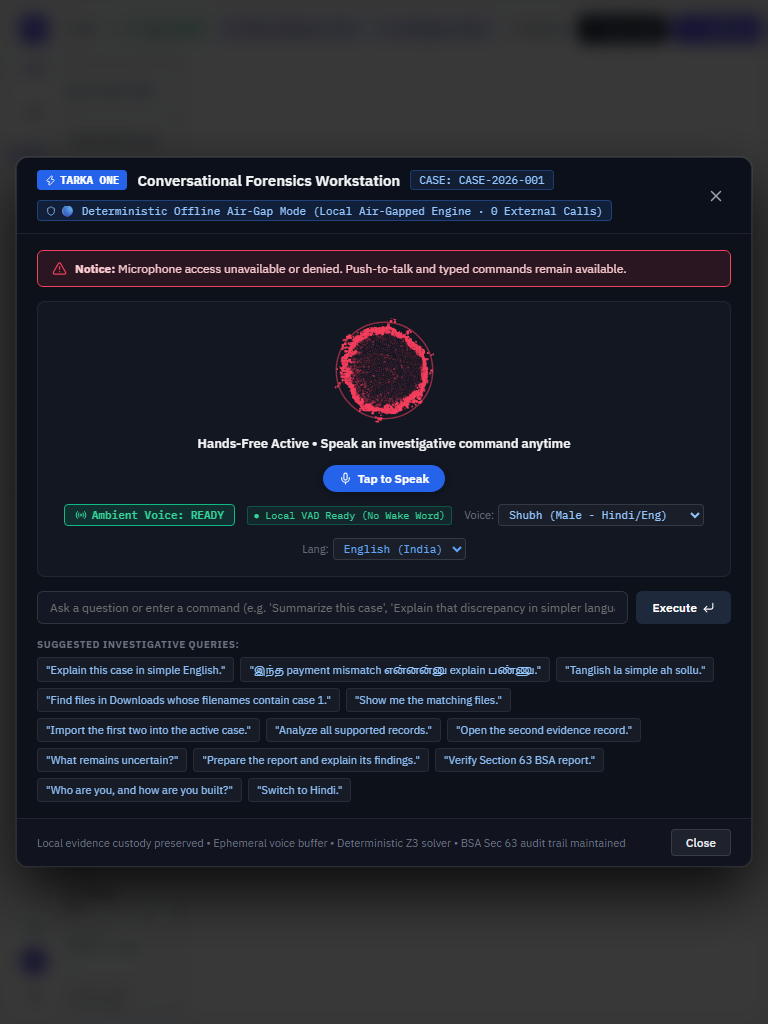 TARKA ONE Conversational Forensics Workstation CASE: CASE-2026-001
Deterministic Offline Air-Gap Mode (Local Air-Gapped Engine · 0 External Calls)
Notice: Microphone access unavailable or denied. Push-to-talk and typed commands remain available.
Hands-Free Active • Speak an investigative command anytime
Tap to Speak
Ambient Voice: READY ● Local VAD Ready (No Wake Word) Voice: Shubh (Male - Hindi/Eng)
Lang: English (India)
Ask a question or enter a command (e.g. 'Summarize this case', 'Explain that discrepancy in simpler langu Execute
SUGGESTED INVESTIGATIVE QUERIES:
"Explain this case in simple English." "இந்த payment mismatch என்னன்னு explain பண்ணு." "Tanglish la simple ah sollu."
"Find files in Downloads whose filenames contain case 1." "Show me the matching files."
"Import the first two into the active case." "Analyze all supported records." "Open the second evidence record."
"What remains uncertain?" "Prepare the report and explain its findings." "Verify Section 63 BSA report."
"Who are you, and how are you built?" "Switch to Hindi."
Local evidence custody preserved • Ephemeral voice buffer • Deterministic Z3 solver • BSA Sec 63 audit trail maintained Close